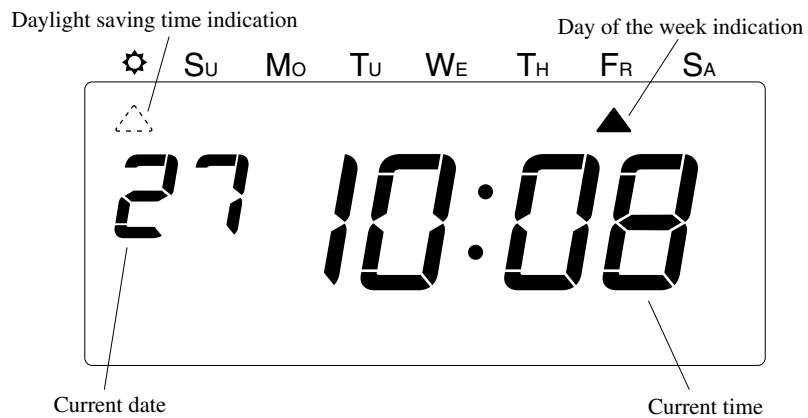 Daylight saving time indication
Day of the week indication
SU MO TU WE TH FR SA
27 10:08
Current date
Current time